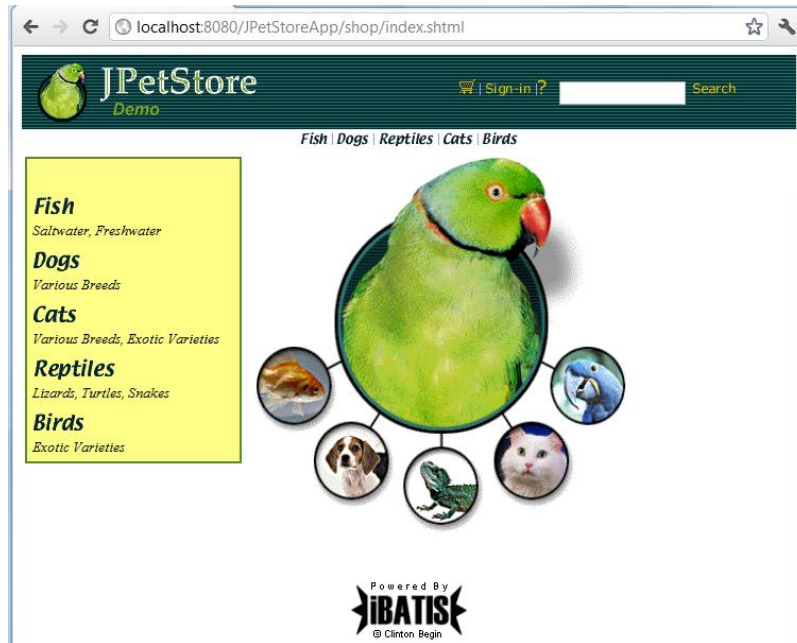 localhost:8080/JPetStoreApp/shop/index.shtml
JPetStore
Demo
| Sign-in | ? Search
Fish | Dogs | Reptiles | Cats | Birds
Fish
Saltwater, Freshwater
Dogs
Various Breeds
Cats
Various Breeds, Exotic Varieties
Reptiles
Lizards, Turtles, Snakes
Birds
Exotic Varieties
Powered By
iBATIS
© Clinton Begin